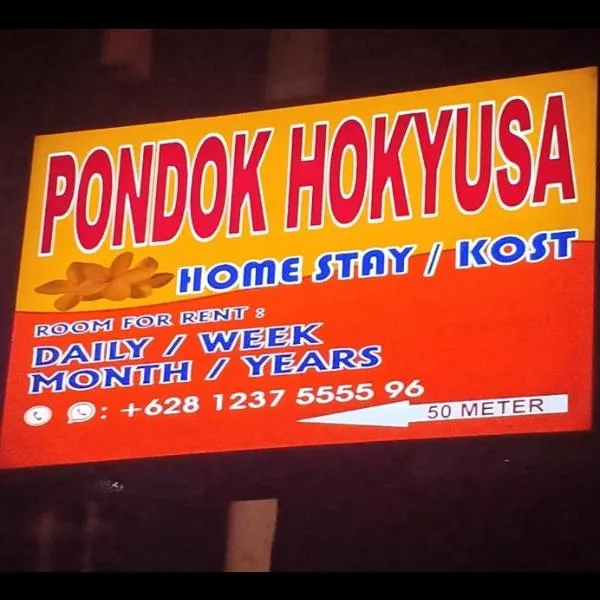 PONDOK HOKYUSA
HOME STAY / KOST
ROOM FOR RENT :
DAILY / WEEK
MONTH / YEARS
: +628 1237 5555 96
50 METER